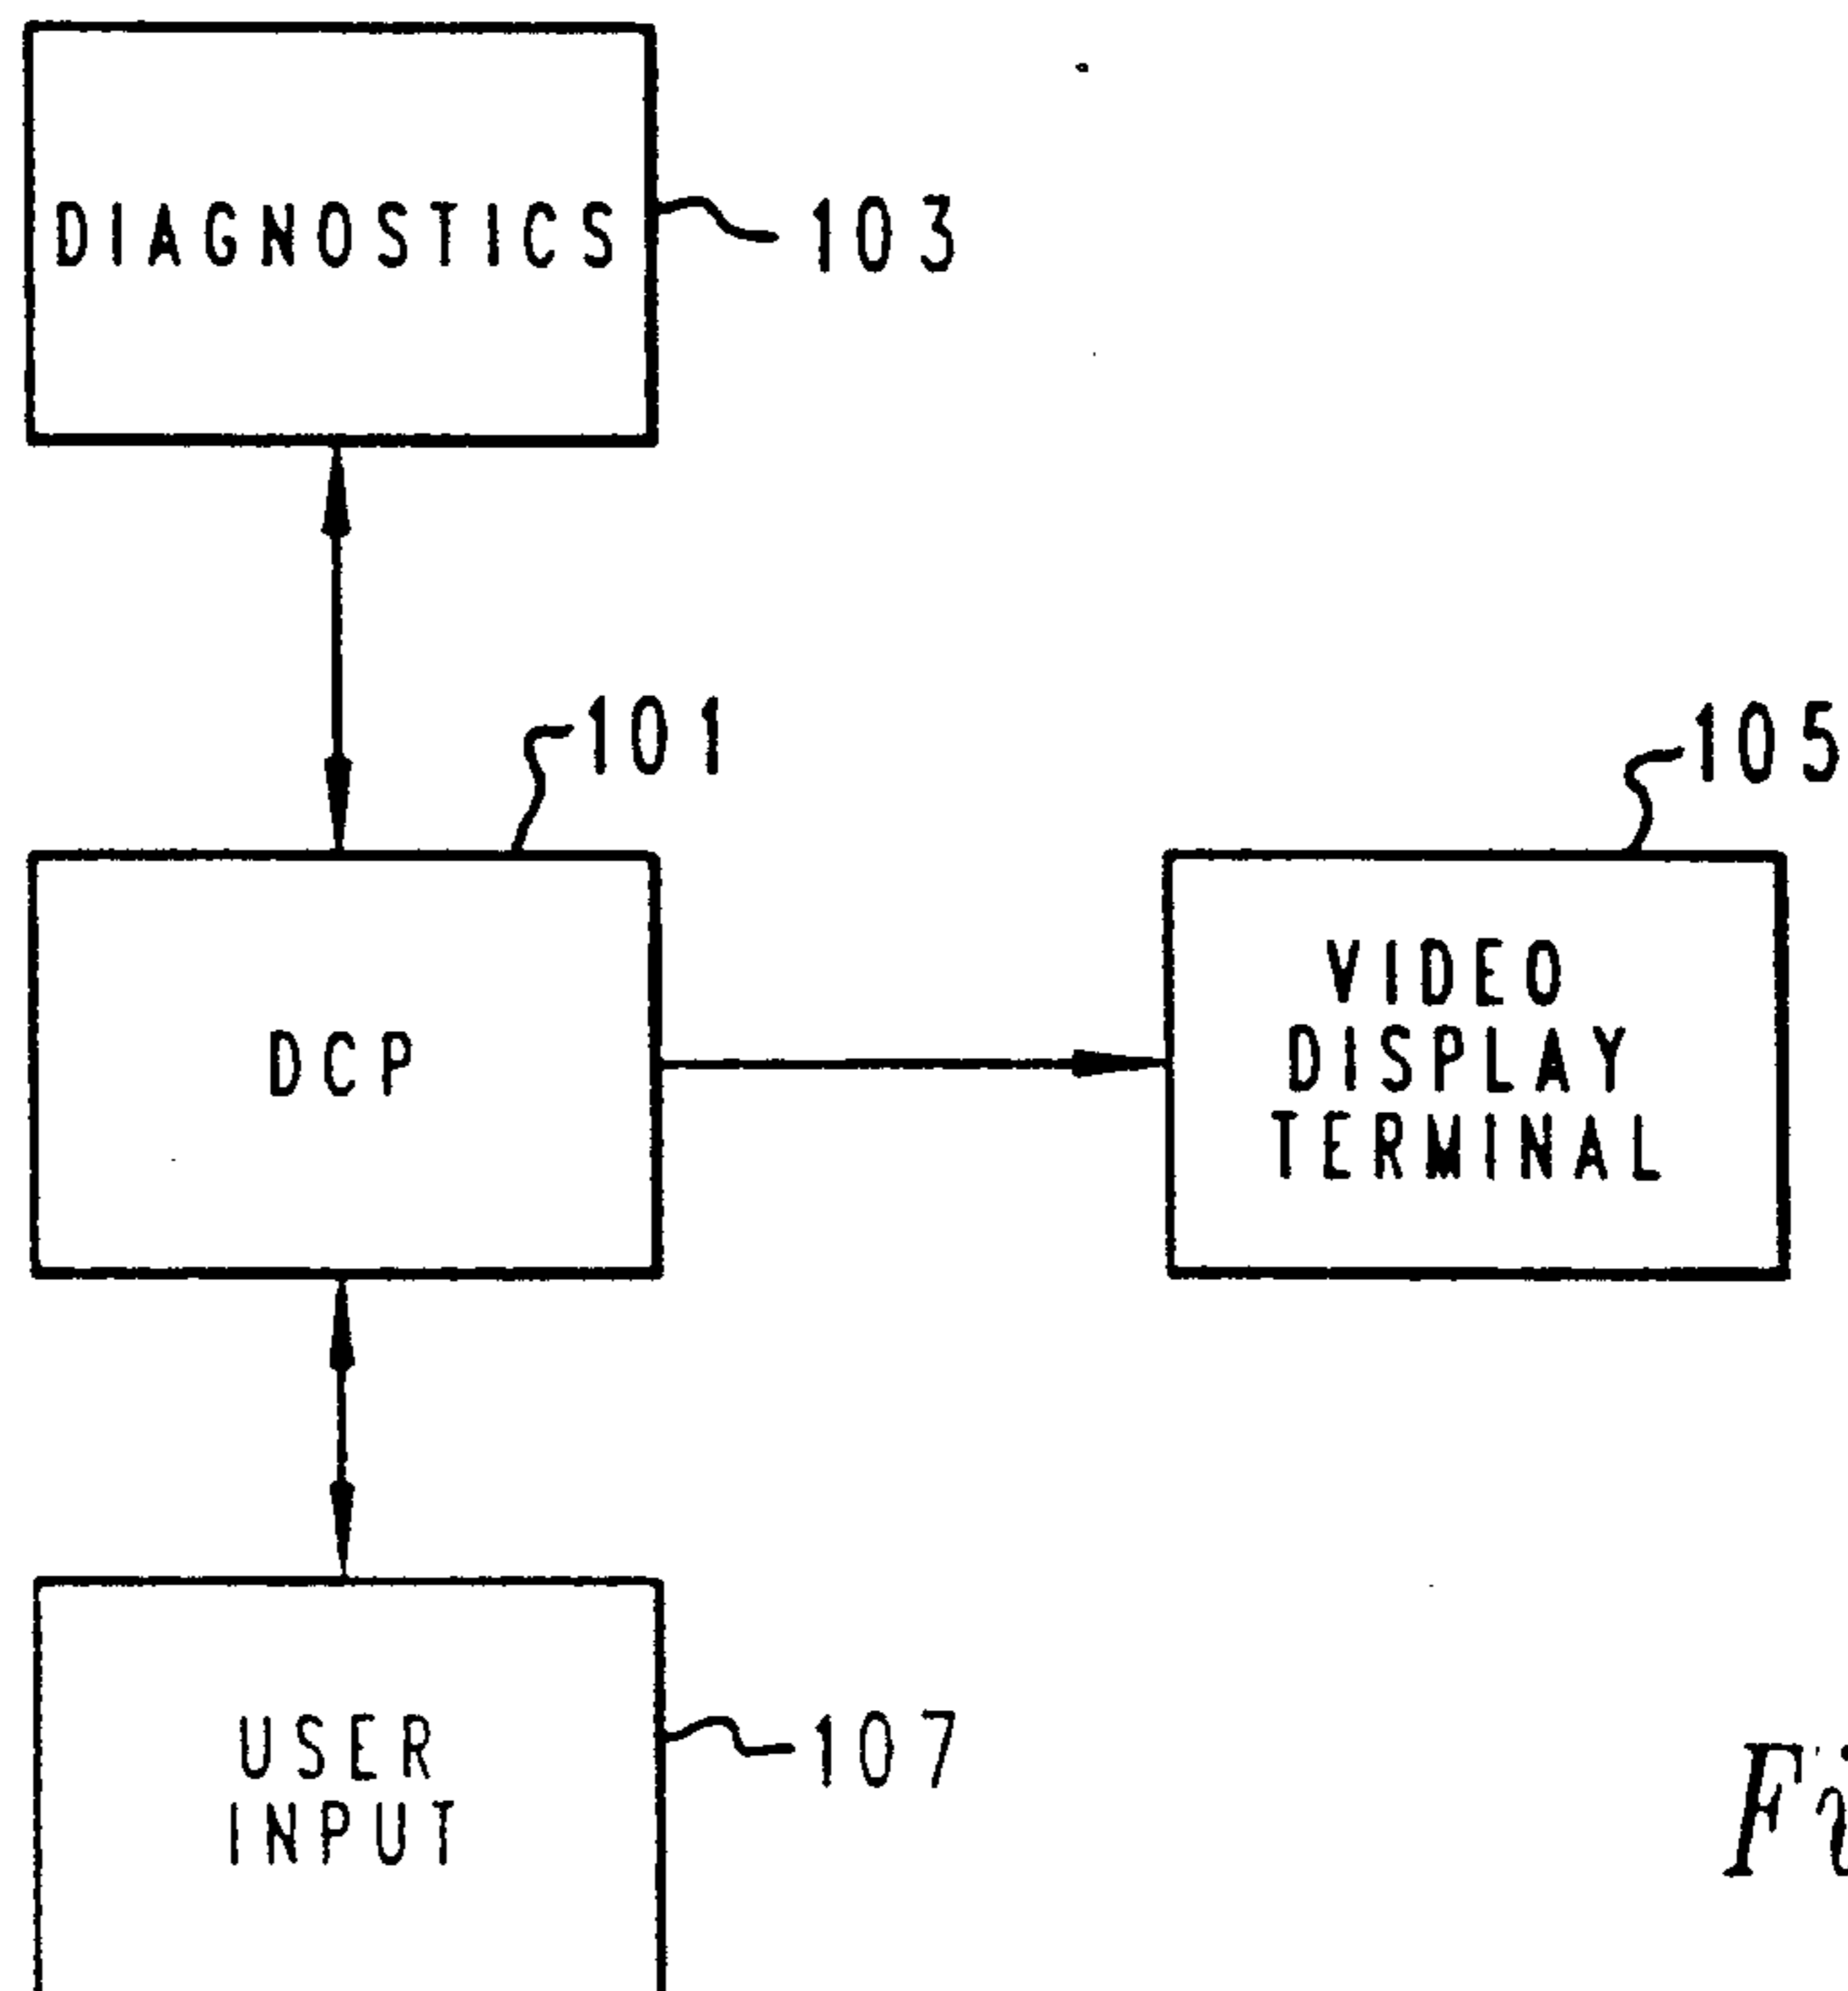 DIAGNOSTICS
103
101
105
DCP
VIDEO
DISPLAY
TERMINAL
USER
INPUT
107